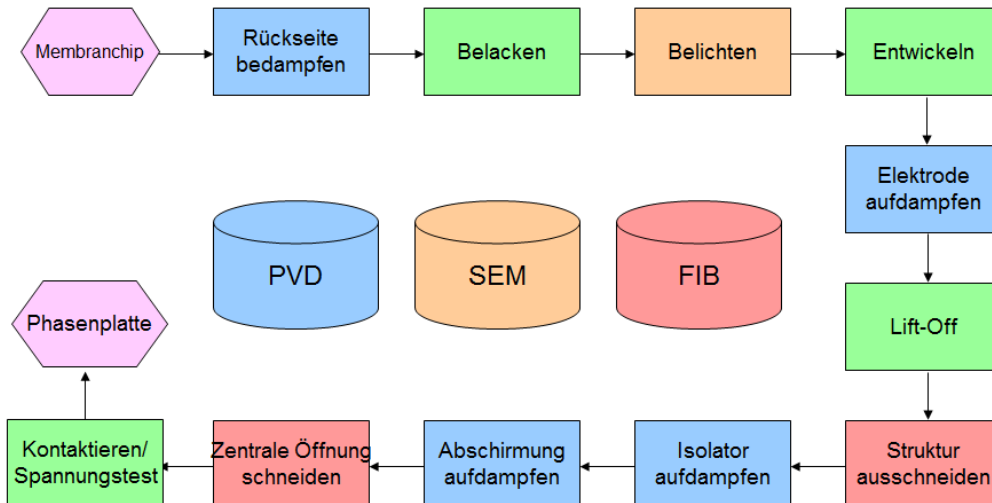 Membranchip
Rückseite
bedampfen
Belacken
Belichten
Entwickeln
Elektrode
aufdampfen
PVD
SEM
FIB
Phasenplatte
Lift-Off
Kontaktieren/
Spannungstest
Zentrale Öffnung
schneiden
Abschirmung
aufdampfen
Isolator
aufdampfen
Struktur
ausschneiden